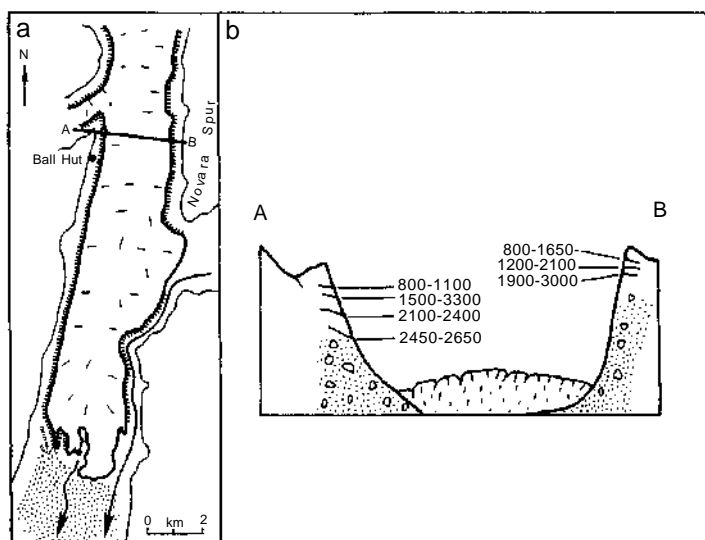 a
N
A
B
Ball Hut
Novara Spur
0 km 2
b
A
B
800-1100
1500-3300
2100-2400
2450-2650
800-1650-
1200-2100
1900-3000